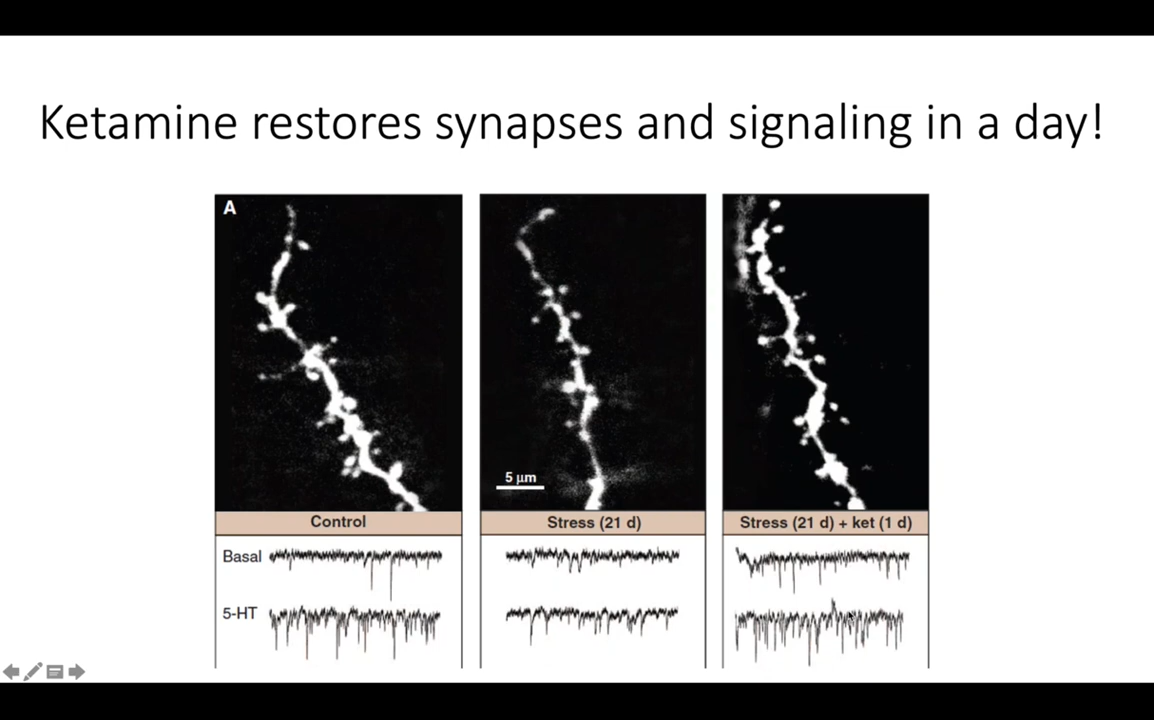 Ketamine restores synapses and signaling in a day!
A
5 μm
Control
Stress (21 d)
Stress (21 d) + ket (1 d)
Basal
5-HT